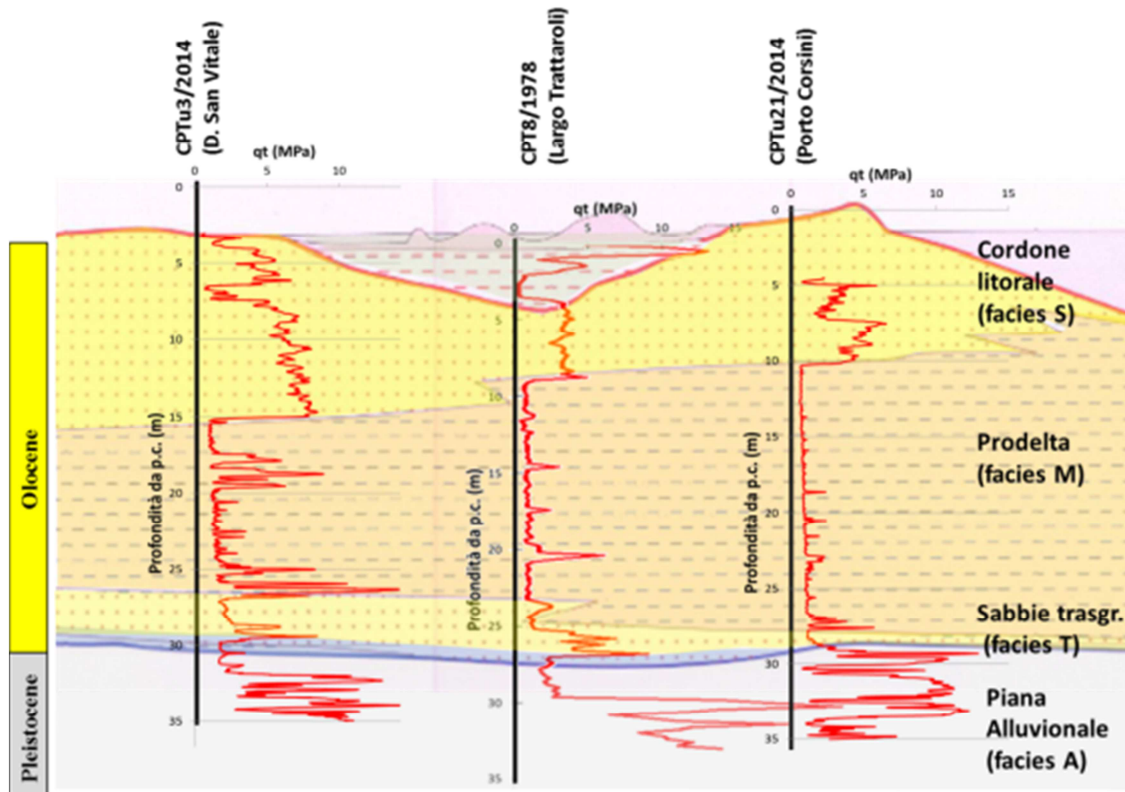 CPTu3/2014
(D. San Vitale)
qt (MPa)
0
5
10
0
5
10
15
20
25
30
35
Profondità da p.c. (m)
CPT8/1978
(Largo Trattaroli)
qt (MPa)
0
5
10
15
0
5
10
15
20
25
30
35
Profondità da p.c. (m)
CPTu21/2014
(Porto Corsini)
qt (MPa)
0
5
10
15
0
5
10
15
20
25
30
35
Profondità da p.c. (m)
Olocene
Pleistocene
Cordone
litorale
(facies S)
Prodelta
(facies M)
Sabbie trasgr.
(facies T)
Piana
Alluvionale
(facies A)